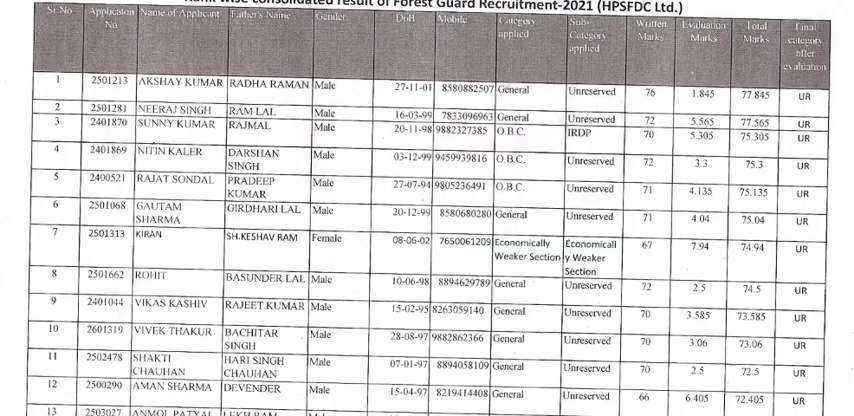 Rank wise consolidated result of Forest Guard Recruitment-2021 (HPSFDC Ltd.)
Sr No Application No Name of Applicant Father's Name Gender DoB Mobile Category applied Sub-Category applied Written Marks Evaluation Marks Total Marks Final category after evaluation
1 2501213 AKSHAY KUMAR RADHA RAMAN Male 27-11-01 8580882507 General Unreserved 76 1.845 77.845 UR
2 2501281 NEERAJ SINGH RAM LAL Male 16-03-99 7833096963 General Unreserved 72 5.565 77.565 UR
3 2401870 SUNNY KUMAR RAJMAL Male 20-11-98 9882327385 O.B.C. IRDP 70 5.305 75.305 UR
4 2401869 NITIN KALER DARSHAN SINGH Male 03-12-99 9459939816 O.B.C. Unreserved 72 3.3 75.3 UR
5 2400521 RAJAT SONDAL PRADEEP KUMAR Male 27-07-94 9805236491 O.B.C. Unreserved 71 4.135 75.135 UR
6 2501068 GAUTAM SHARMA GIRDHARI LAL Male 20-12-99 8580680280 General Unreserved 71 4.04 75.04 UR
7 2501313 KIRAN SH.KESHAV RAM Female 08-06-02 7650061209 Economically Weaker Section Economically Weaker Section 67 7.94 74.94 UR
8 2501662 ROHIT BASUNDER LAL Male 10-06-98 8894629789 General Unreserved 72 2.5 74.5 UR
9 2401044 VIKAS KASHIV RAJEET KUMAR Male 15-02-95 8263059140 General Unreserved 70 3.585 73.585 UR
10 2601319 VIVEK THAKUR BACHITAR SINGH Male 28-08-97 9882862366 General Unreserved 70 3.06 73.06 UR
11 2502478 SHAKTI CHAUHAN HARI SINGH CHAUHAN Male 07-01-97 8894058109 General Unreserved 70 2.5 72.5 UR
12 2500290 AMAN SHARMA DEVENDER Male 15-04-97 8219414408 General Unreserved 66 6.405 72.405 UR
13 2503027 ANMOL PATYAL LEKH RAM